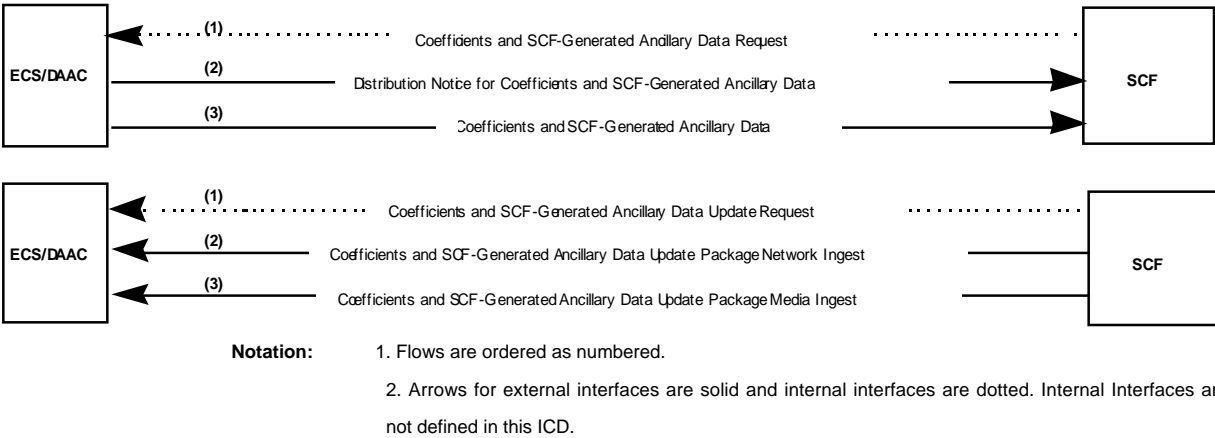 (1)
Coefficients and SCF-Generated Ancillary Data Request
ECS/DAAC
(2)
Distribution Notice for Coefficients and SCF-Generated Ancillary Data
SCF
(3)
Coefficients and SCF-Generated Ancillary Data
(1)
Coefficients and SCF-Generated Ancillary Data Update Request
ECS/DAAC
(2)
Coefficients and SCF-Generated Ancillary Data Update Package Network Ingest
SCF
(3)
Coefficients and SCF-Generated Ancillary Data Update Package Media Ingest
Notation: 1. Flows are ordered as numbered.
2. Arrows for external interfaces are solid and internal interfaces are dotted. Internal Interfaces
not defined in this ICD.